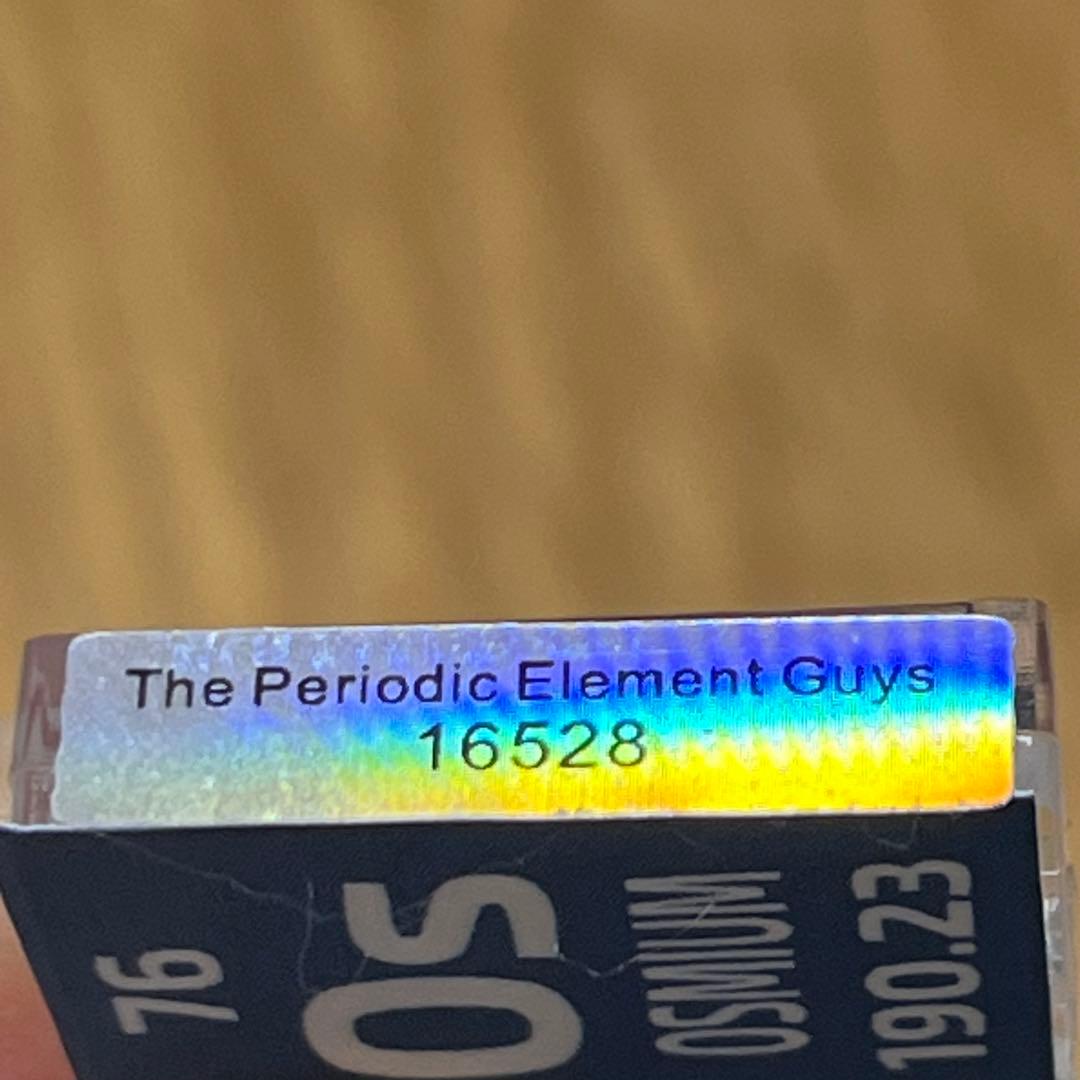 The Periodic Element Guys
16528
76
Os
OSMIUM
190.23